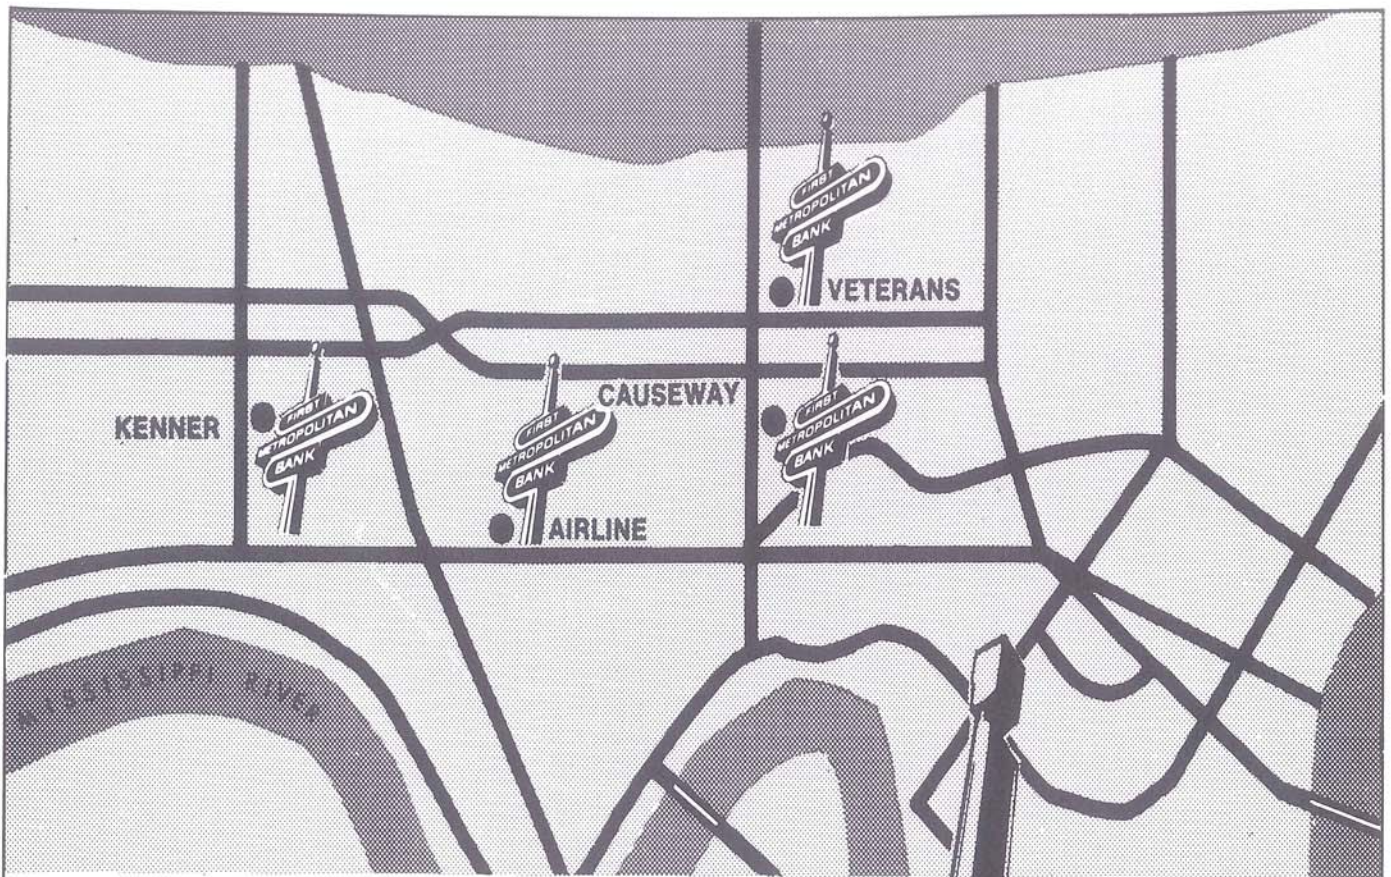 FIRST
METROPOLITAN
BANK
VETERANS
KENNER
FIRST
METROPOLITAN
BANK
FIRST
METROPOLITAN
BANK
AIRLINE
CAUSEWAY
FIRST
METROPOLITAN
BANK
MISSISSIPPI RIVER